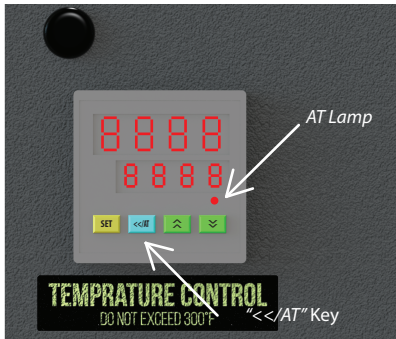 AT Lamp
8888
8888
SET <</AT
TEMPRATURE CONTROL
DO NOT EXCEED 300°F
"<</AT" Key